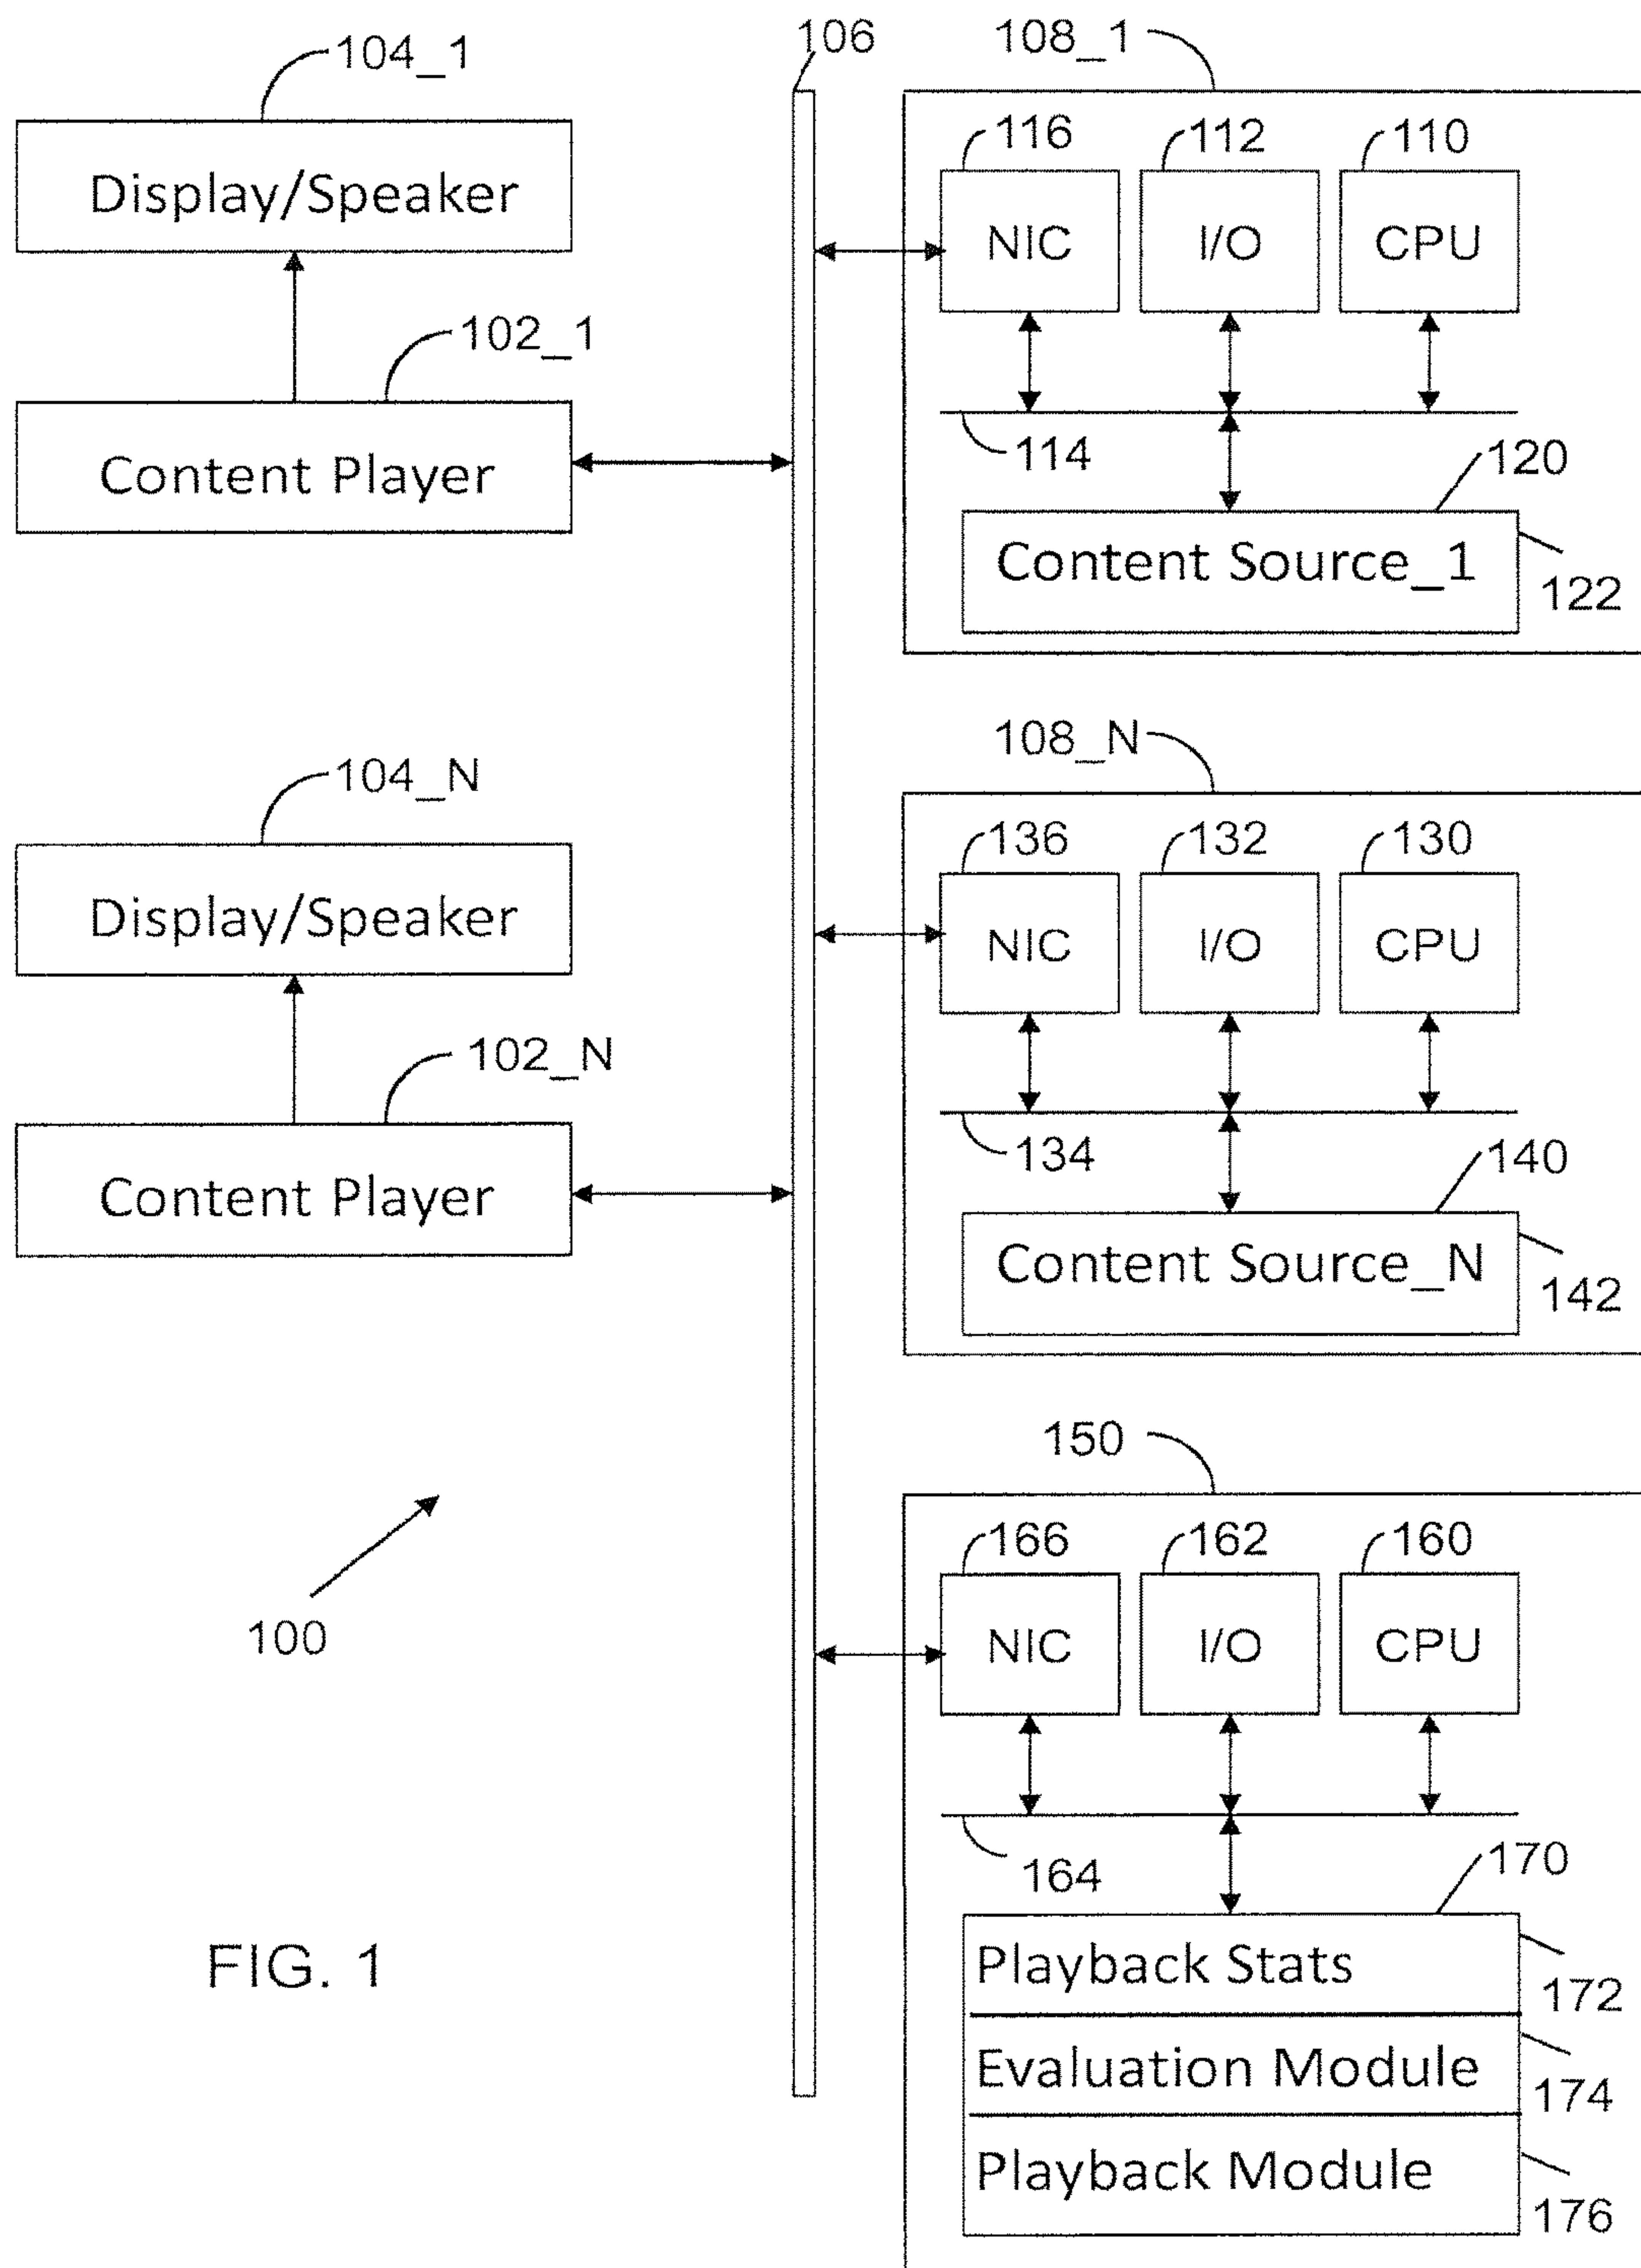 104_1
Display/Speaker
102_1
Content Player
104_N
Display/Speaker
102_N
Content Player
100
FIG. 1
106
108_1
116 112 110
NIC I/O CPU
114
120
Content Source_1
122
108_N
136 132 130
NIC I/O CPU
134
140
Content Source_N
142
150
166 162 160
NIC I/O CPU
164
170
Playback Stats
172
Evaluation Module
174
Playback Module
176